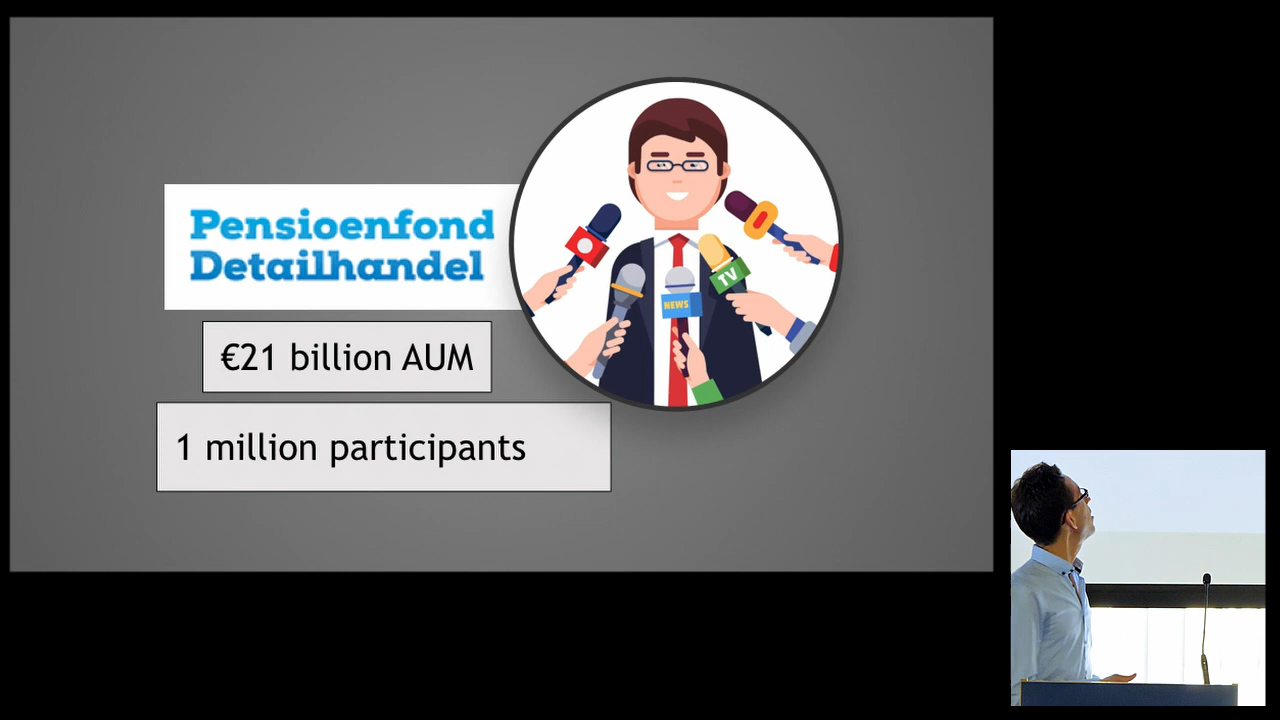 Pensioenfond
Detailhandel
€21 billion AUM
1 million participants
NEWS
TV